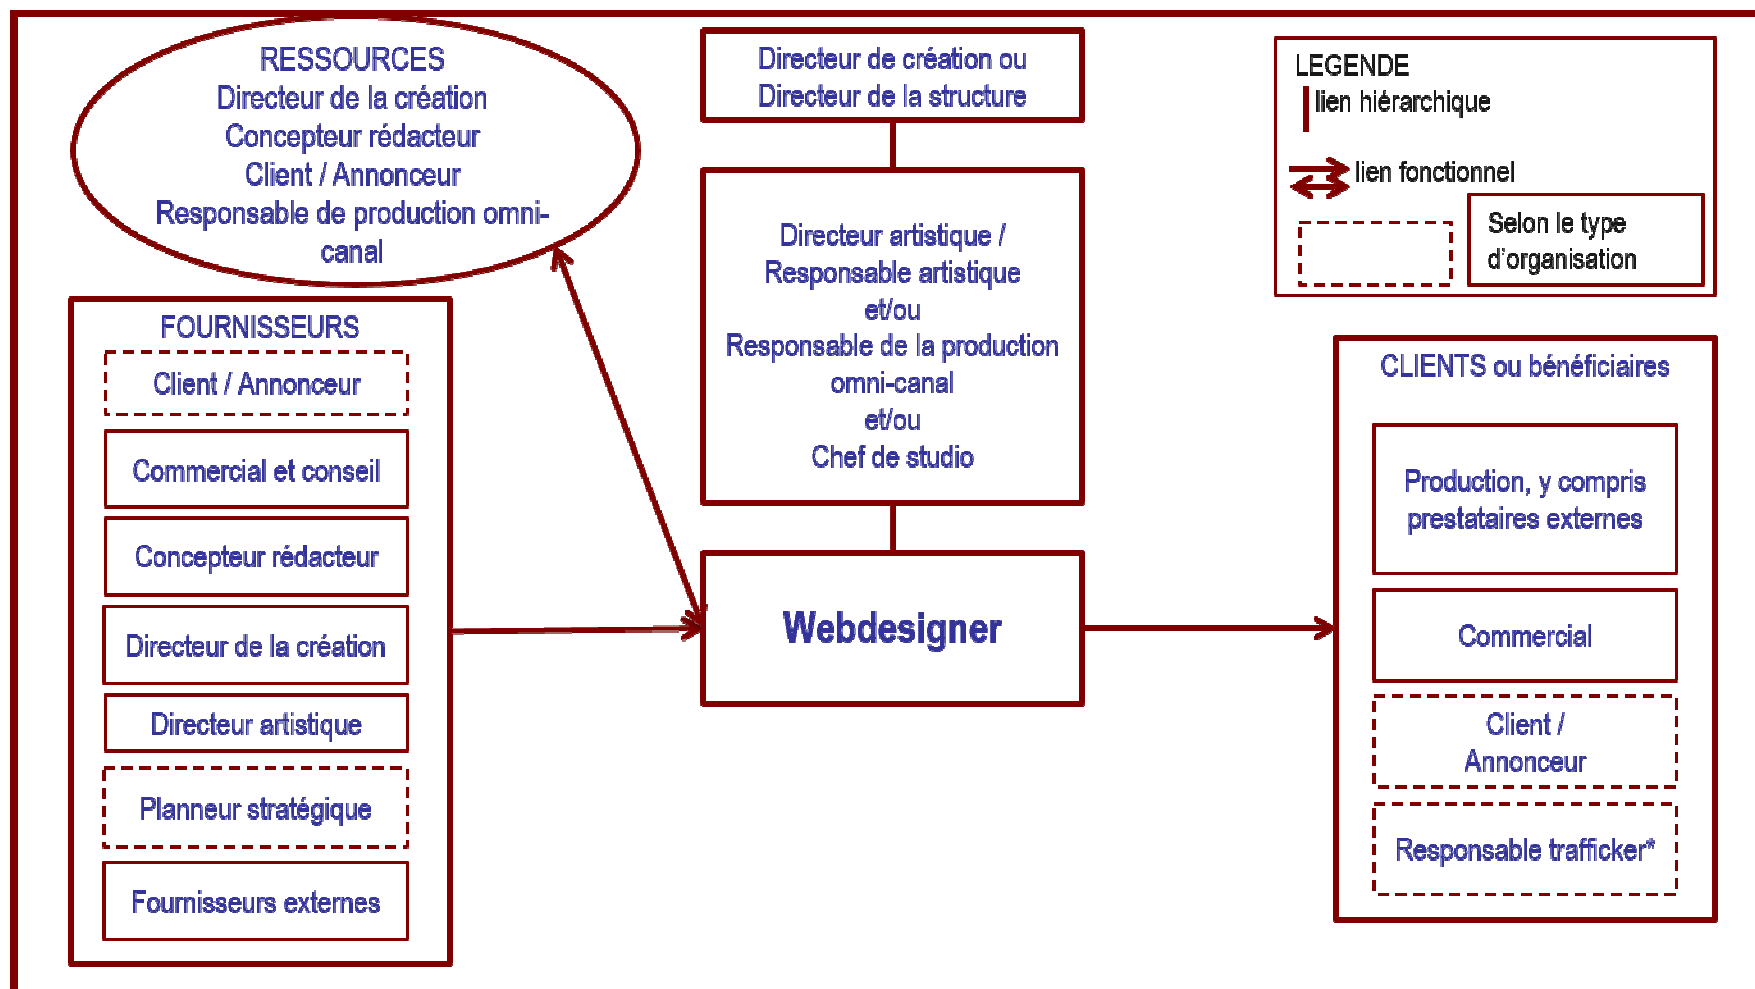 RESSOURCES
Directeur de la création
Concepteur rédacteur
Client / Annonceur
Responsable de production omni-
canal
Directeur de création ou
Directeur de la structure
Directeur artistique /
Responsable artistique
et/ou
Responsable de la production
omni-canal
et/ou
Chef de studio
Webdesigner
LEGENDE
lien hiérarchique
lien fonctionnel
Selon le type
d'organisation
FOURNISSEURS
Client / Annonceur
Commercial et conseil
Concepteur rédacteur
Directeur de la création
Directeur artistique
Planneur stratégique
Fournisseurs externes
CLIENTS ou bénéficiaires
Production, y compris
prestataires externes
Commercial
Client /
Annonceur
Responsable trafficker*